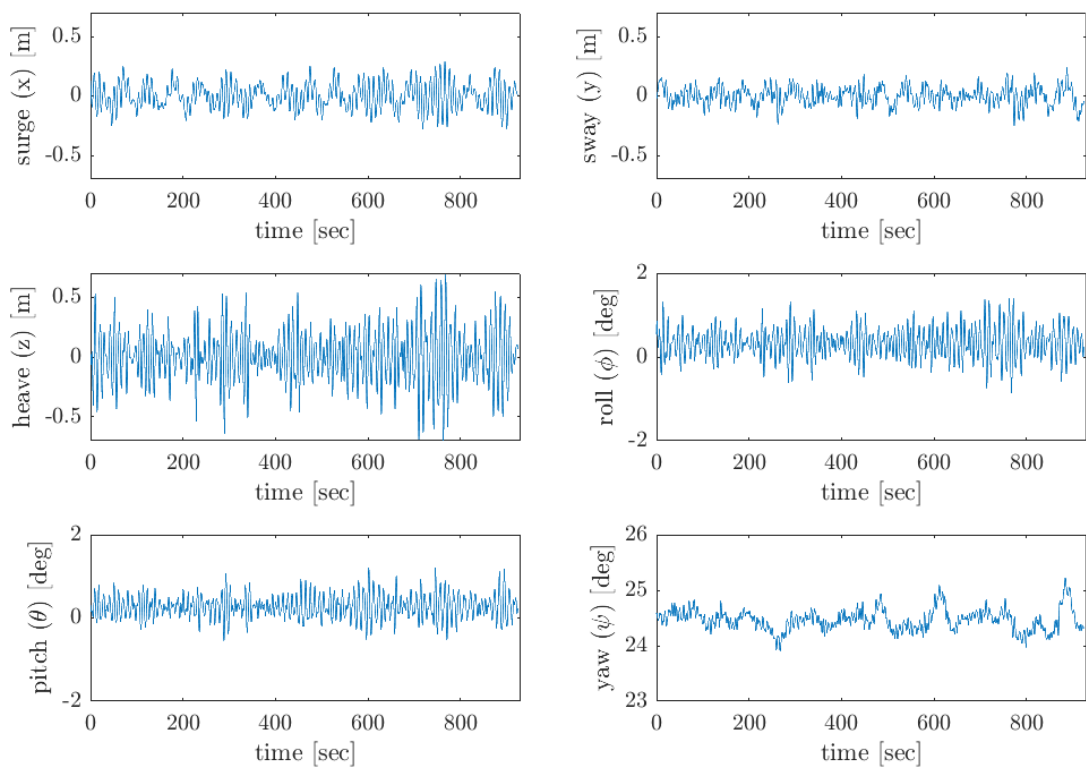 surge (x) [m]
0.5
0
-0.5
0 200 400 600 800
time [sec]
sway (y) [m]
0.5
0
-0.5
0 200 400 600 800
time [sec]
heave (z) [m]
0.5
0
-0.5
0 200 400 600 800
time [sec]
roll (ϕ) [deg]
2
0
-2
0 200 400 600 800
time [sec]
pitch (θ) [deg]
2
0
-2
0 200 400 600 800
time [sec]
yaw (ψ) [deg]
26
25
24
23
0 200 400 600 800
time [sec]